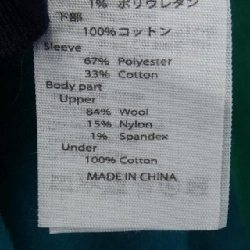 1% ポリウレタン
下部
100%コットン
Sleeve
67% Polyester
33% Cotton
Body part
Upper
84% Wool
15% Nylon
1% Spandex
Under
100% Cotton
MADE IN CHINA